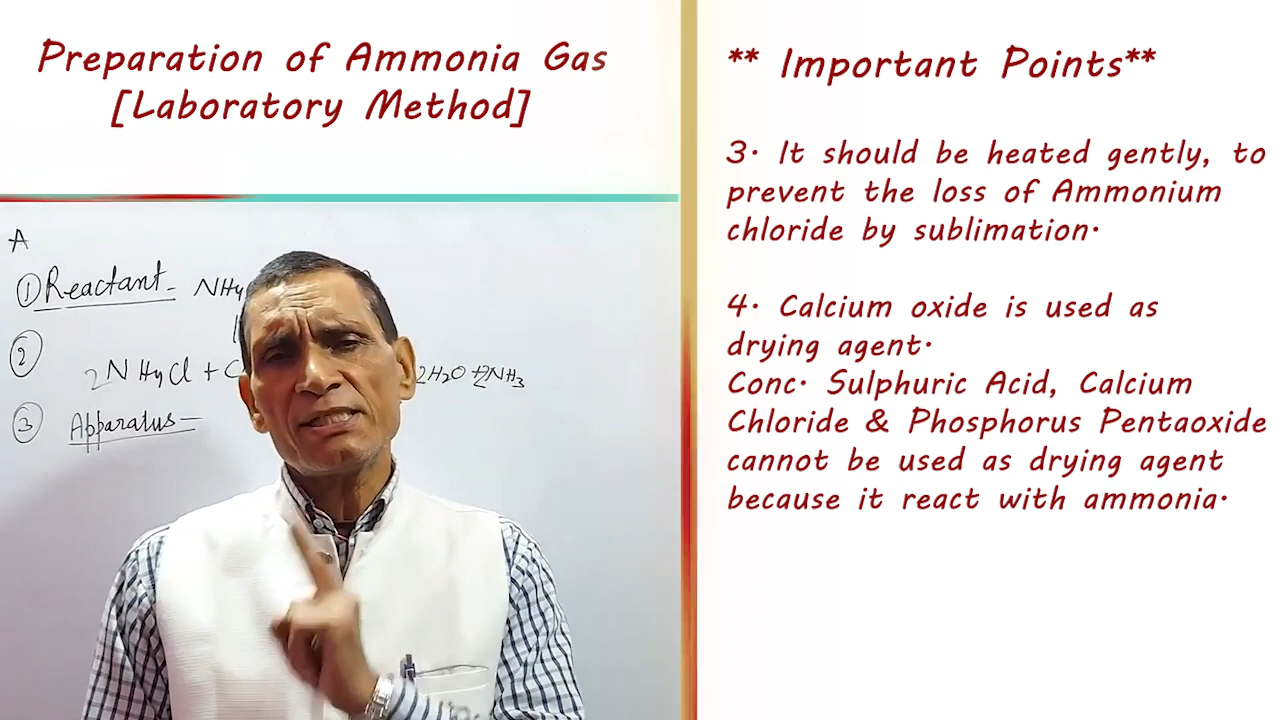 Preparation of Ammonia Gas
[Laboratory Method]
** Important Points**
3. It should be heated gently, to
prevent the loss of Ammonium
chloride by sublimation.
4. Calcium oxide is used as
drying agent.
Conc. Sulphuric Acid, Calcium
Chloride & Phosphorus Pentaoxide
cannot be used as drying agent
because it react with ammonia.
A
① Reactant - NH4
②
2NH4Cl + C 2H2O + 2NH3
③ Apparatus -